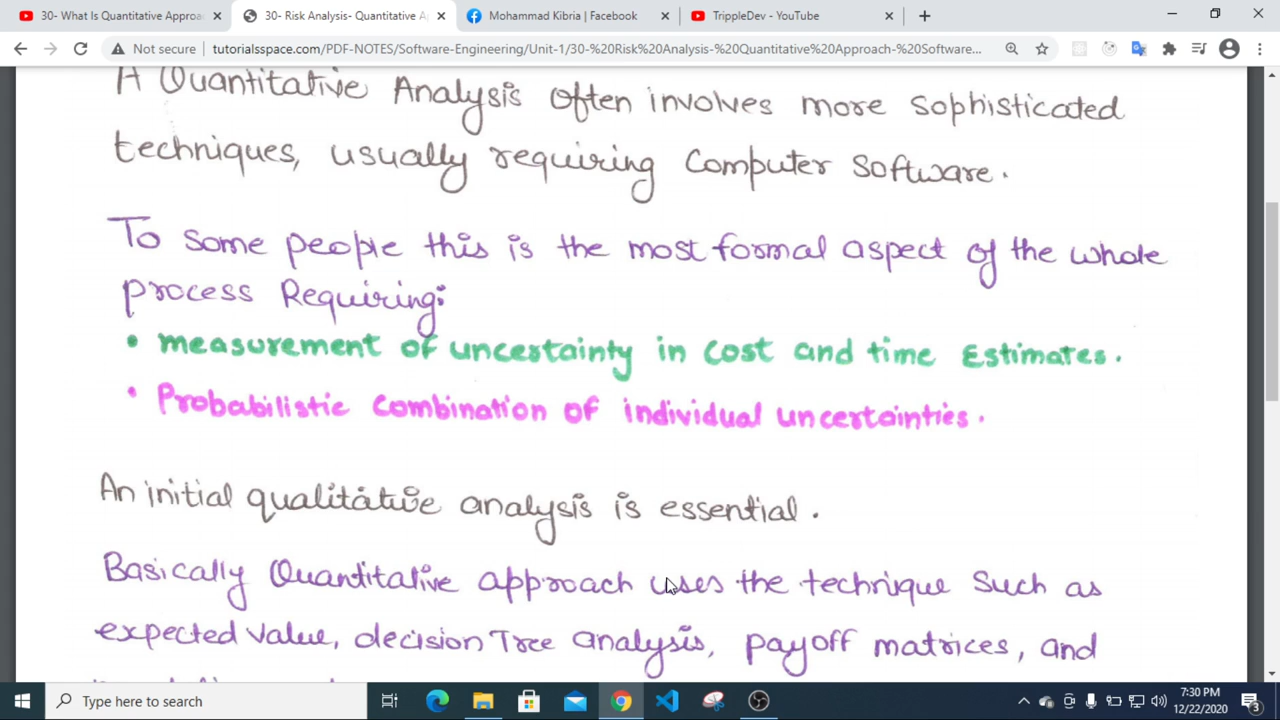 30- What Is Quantitative Approa
30- Risk Analysis- Quantitative A
Mohammad Kibria | Facebook
TrippleDev - YouTube
Not secure | tutorialsspace.com/PDF-NOTES/Software-Engineering/Unit-1/30-%20Risk%20Analysis-%20Quantitative%20Approach-%20Software...
A Quantitative Analysis often involves more sophisticated
techniques, usually requiring Computer Software.
To some people this is the most formal aspect of the whole
process Requiring:
• measurement of uncertainty in cost and time Estimates.
• Probabilistic Combination of individual uncertainties.
An initial qualitative analysis is essential.
Basically Quantitative approach uses the technique Such as
expected value, decision Tree analysis, payoff matrices, and
Type here to search
7:30 PM
12/22/2020
3